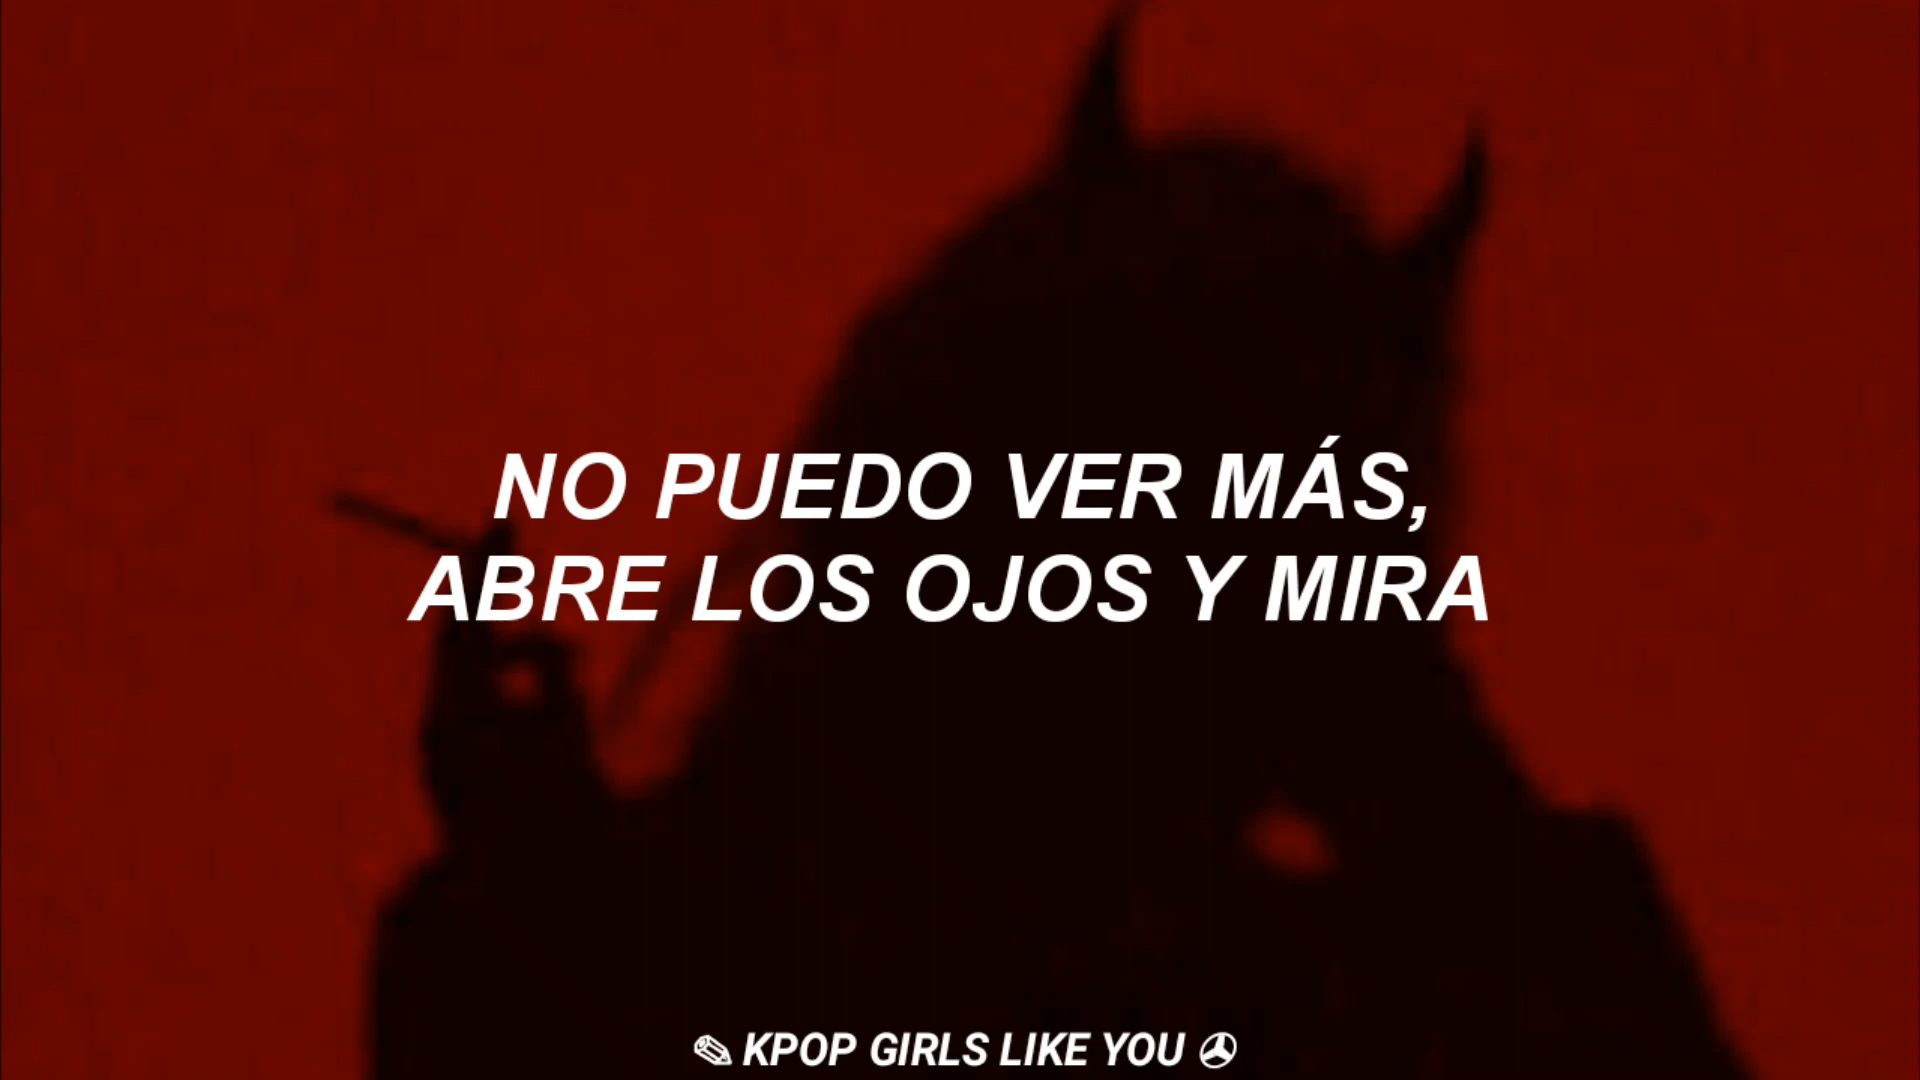 NO PUEDO VER MÁS,
ABRE LOS OJOS Y MIRA
✎ KPOP GIRLS LIKE YOU ✇